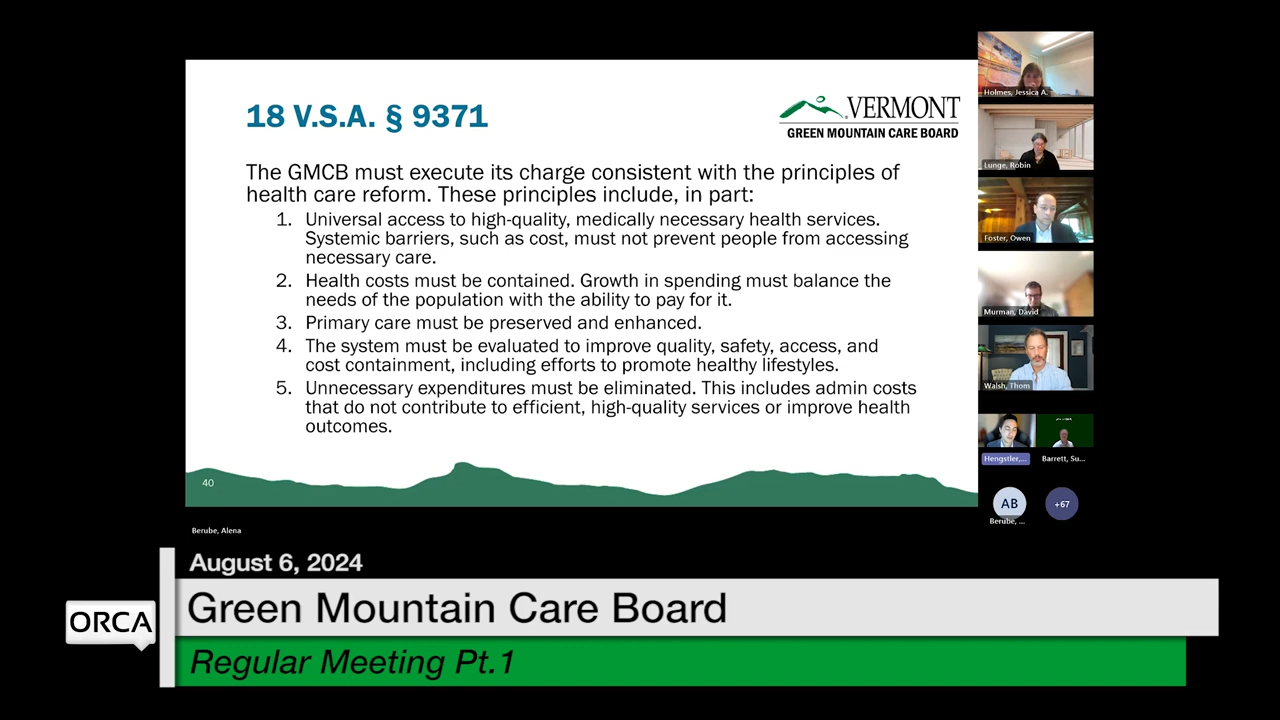 18 V.S.A. § 9371
VERMONT
GREEN MOUNTAIN CARE BOARD
The GMCB must execute its charge consistent with the principles of
health care reform. These principles include, in part:
1. Universal access to high-quality, medically necessary health services.
Systemic barriers, such as cost, must not prevent people from accessing
necessary care.
2. Health costs must be contained. Growth in spending must balance the
needs of the population with the ability to pay for it.
3. Primary care must be preserved and enhanced.
4. The system must be evaluated to improve quality, safety, access, and
cost containment, including efforts to promote healthy lifestyles.
5. Unnecessary expenditures must be eliminated. This includes admin costs
that do not contribute to efficient, high-quality services or improve health
outcomes.
40
Berube, Alena
Holmes, Jessica A.
Lunge, Robin
Foster, Owen
Murman, David
Walsh, Thom
Hengstler,...
Barrett, Su...
AB
Berube, ...
+67
August 6, 2024
ORCA
Green Mountain Care Board
Regular Meeting Pt.1